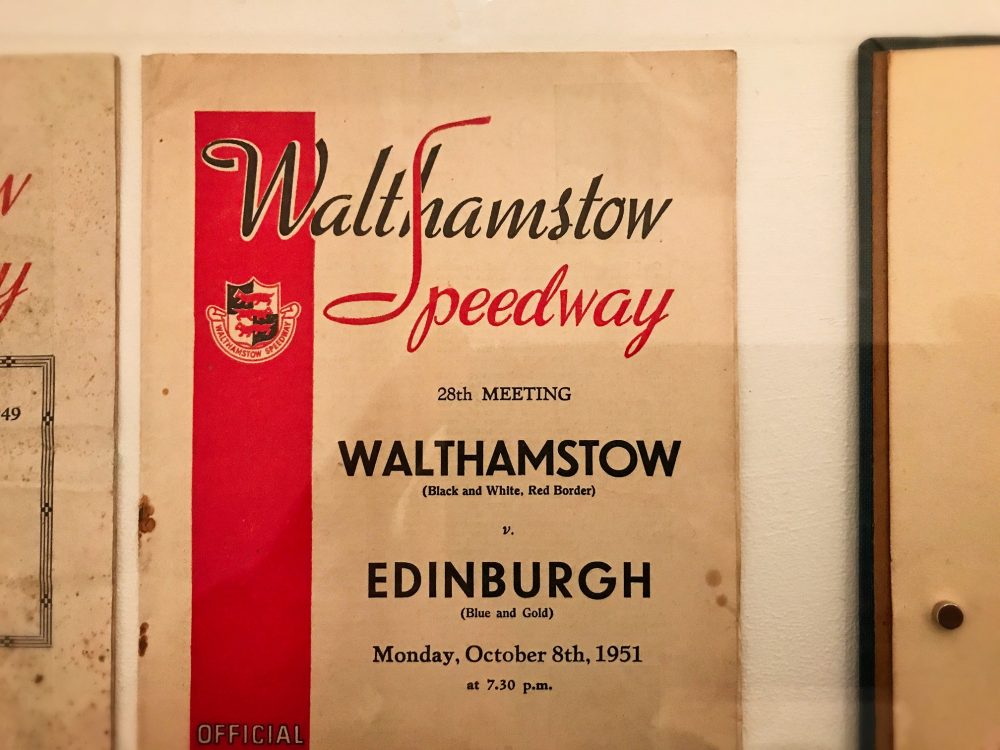 Walthamstow
Speedway
WALTHAMSTOW SPEEDWAY
28th MEETING
WALTHAMSTOW
(Black and White, Red Border)
v.
EDINBURGH
(Blue and Gold)
Monday, October 8th, 1951
at 7.30 p.m.
OFFICIAL
w
y
49